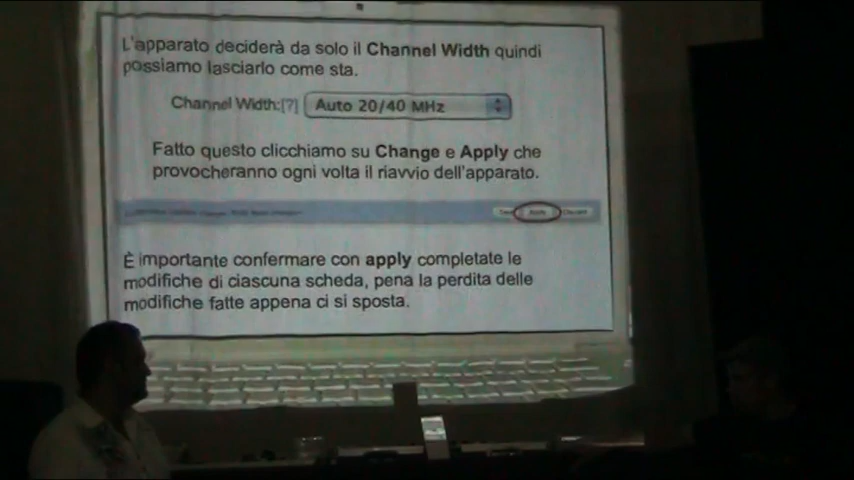 L'apparato deciderà da solo il Channel Width quindi
possiamo lasciarlo come sta.
Channel Width:[?] Auto 20/40 MHz
Fatto questo clicchiamo su Change e Apply che
provocheranno ogni volta il riavvio dell'apparato.
Apply
È importante confermare con apply completate le
modifiche di ciascuna scheda, pena la perdita delle
modifiche fatte appena ci si sposta.